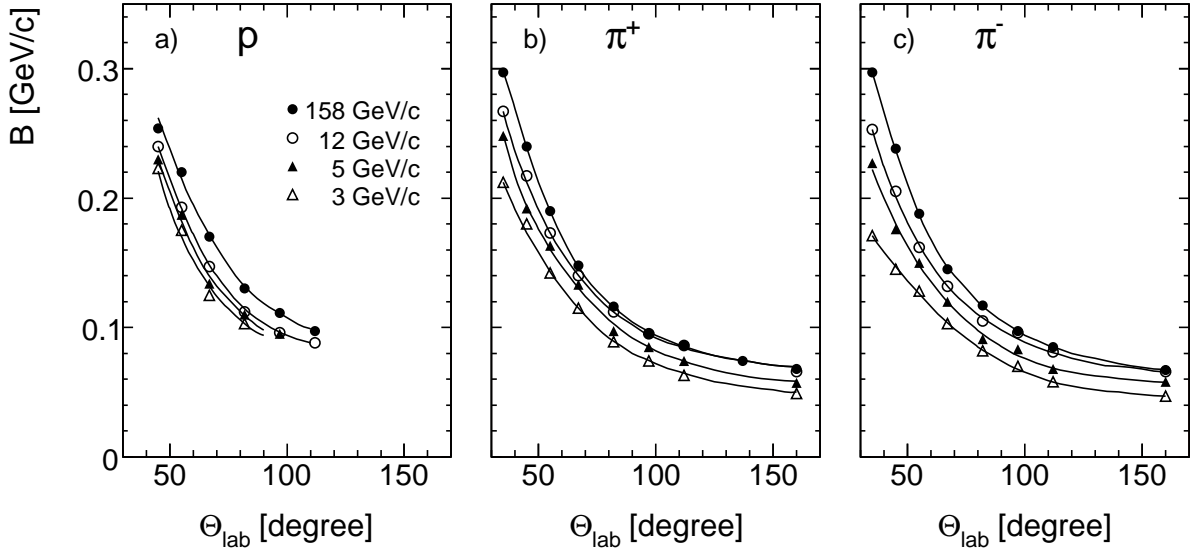 B [GeV/c]
a) p
b) π⁺
c) π⁻
158 GeV/c
12 GeV/c
5 GeV/c
3 GeV/c
0.3
0.2
0.1
0
50 100 150
50 100 150
50 100 150
Θlab [degree]
Θlab [degree]
Θlab [degree]